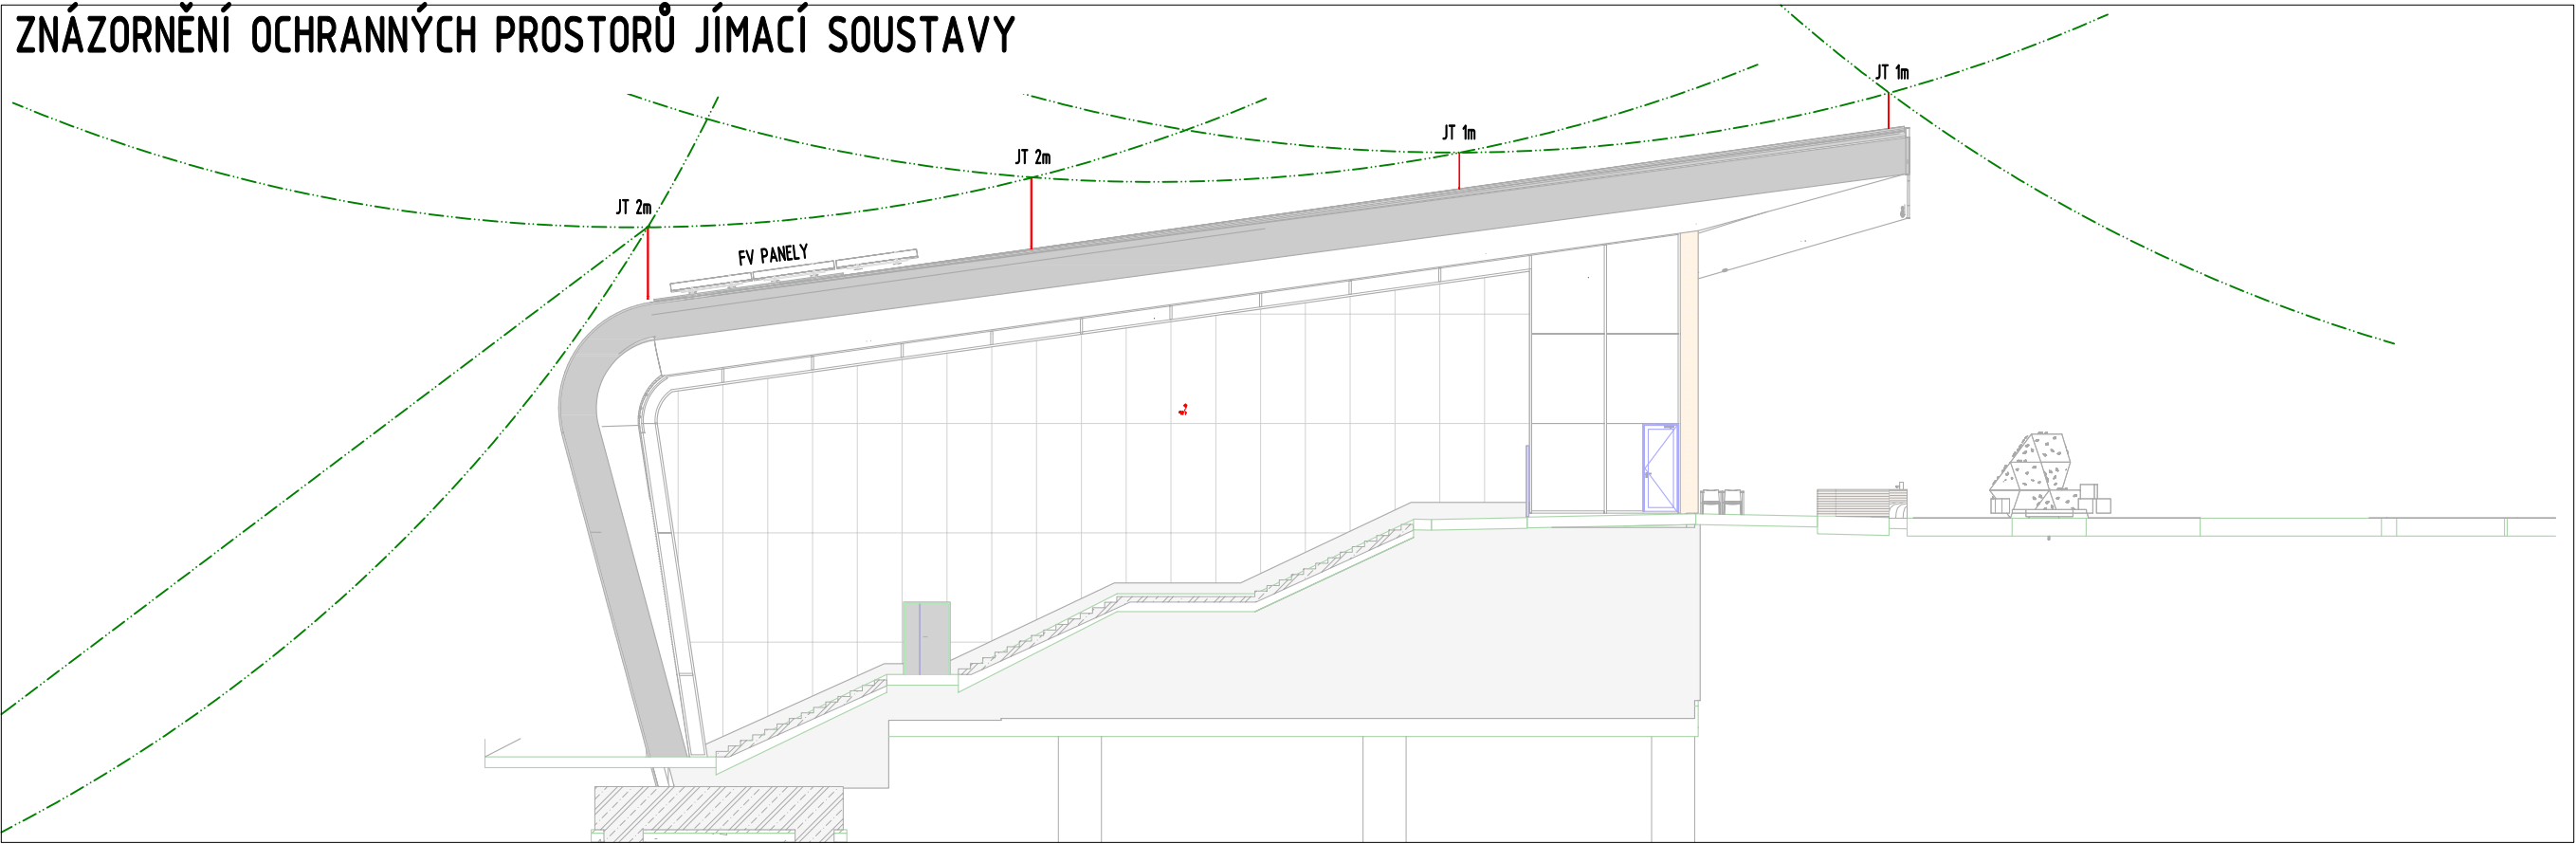 ZNÁZORNĚNÍ OCHRANNÝCH PROSTORŮ JÍMACÍ SOUSTAVY
JT 1m
JT 1m
JT 2m
JT 2m
FV PANELY